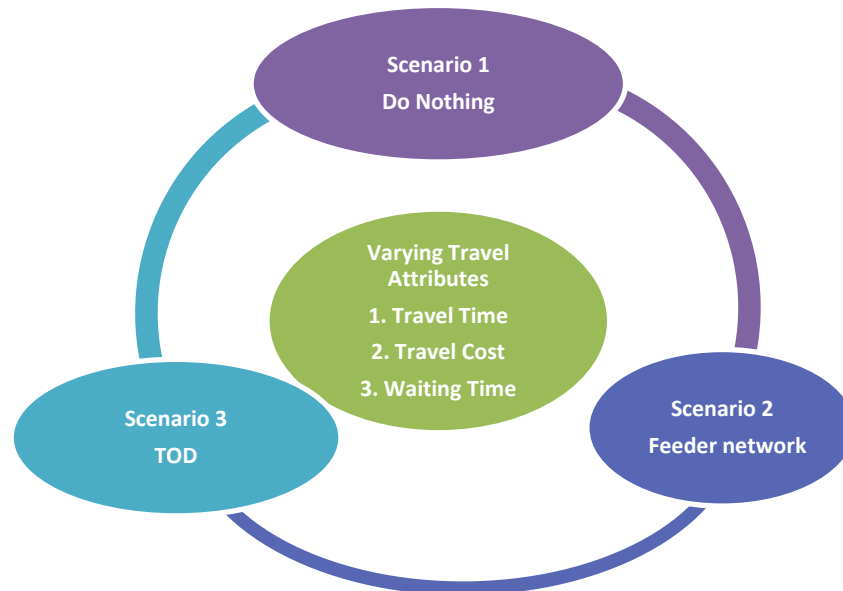 Scenario 1
Do Nothing
Varying Travel
Attributes
1. Travel Time
2. Travel Cost
3. Waiting Time
Scenario 2
Feeder network
Scenario 3
TOD